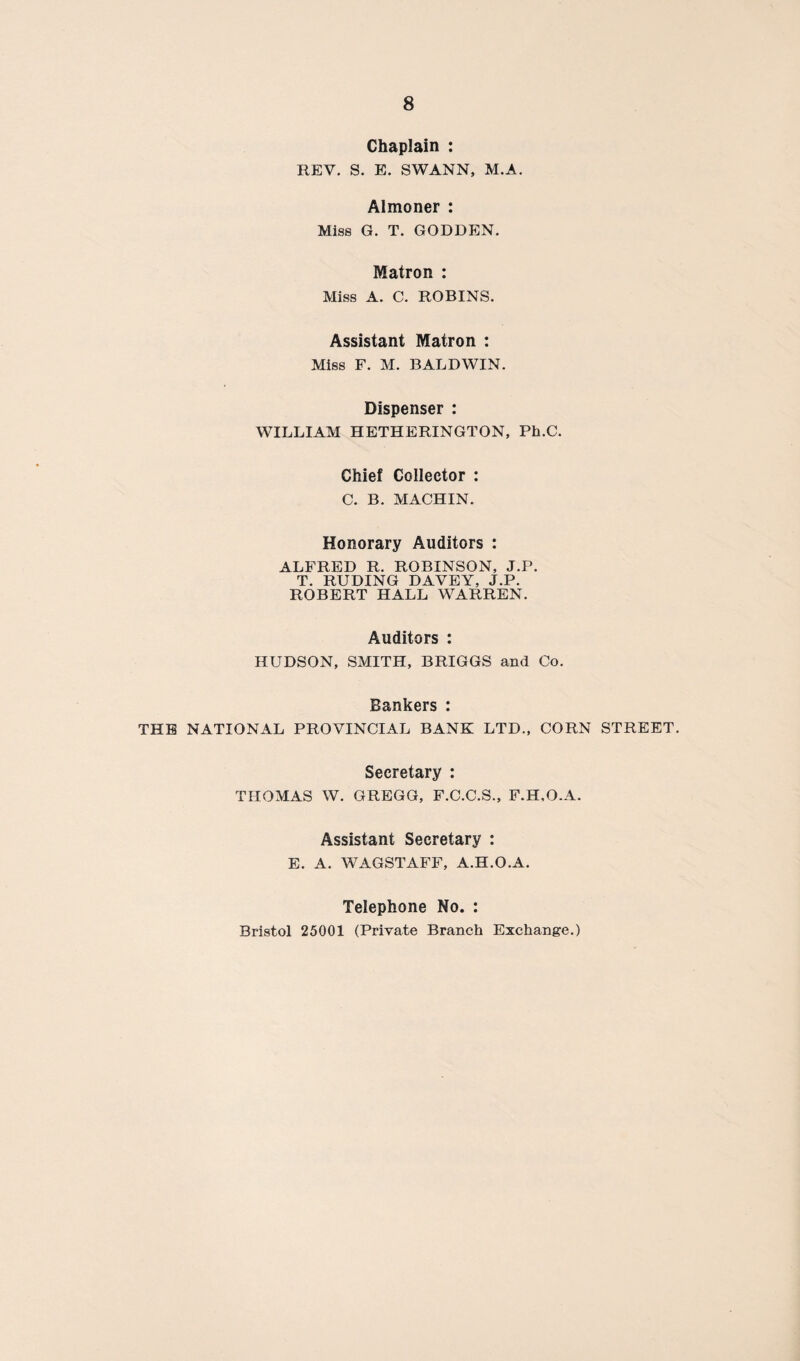 8
Chaplain :
REV. S. E. SWANN, M.A.
Almoner :
Miss G. T. GODDEN.
Matron :
Miss A. C. ROBINS.
Assistant Matron :
Miss F. M. BALDWIN.
Dispenser :
WILLIAM HETHERINGTON, Ph.C.
Chief Collector :
C. B. MACHIN.
Honorary Auditors :
ALFRED R. ROBINSON, J.P.
T. RUDING DAVEY, J.P.
ROBERT HALL WARREN.
Auditors :
HUDSON, SMITH, BRIGGS and Co.
Bankers :
THE NATIONAL PROVINCIAL BANK LTD., CORN STREET.
Secretary :
THOMAS W. GREGG, F.C.C.S., F.H.O.A.
Assistant Secretary :
E. A. WAGSTAFF, A.H.O.A.
Telephone No. :
Bristol 25001 (Private Branch Exchange.)